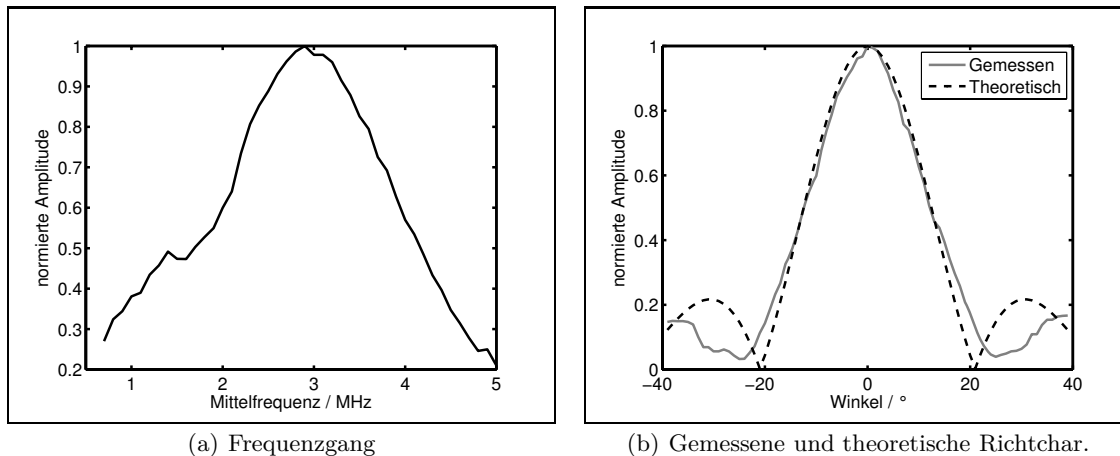 1
0.9
0.8
0.7
0.6
0.5
0.4
0.3
0.2
1 2 3 4 5
normierte Amplitude
Mittelfrequenz / MHz
(a) Frequenzgang
1
0.8
0.6
0.4
0.2
0
−40 −20 0 20 40
normierte Amplitude
Winkel / °
Gemessen
Theoretisch
(b) Gemessene und theoretische Richtchar.